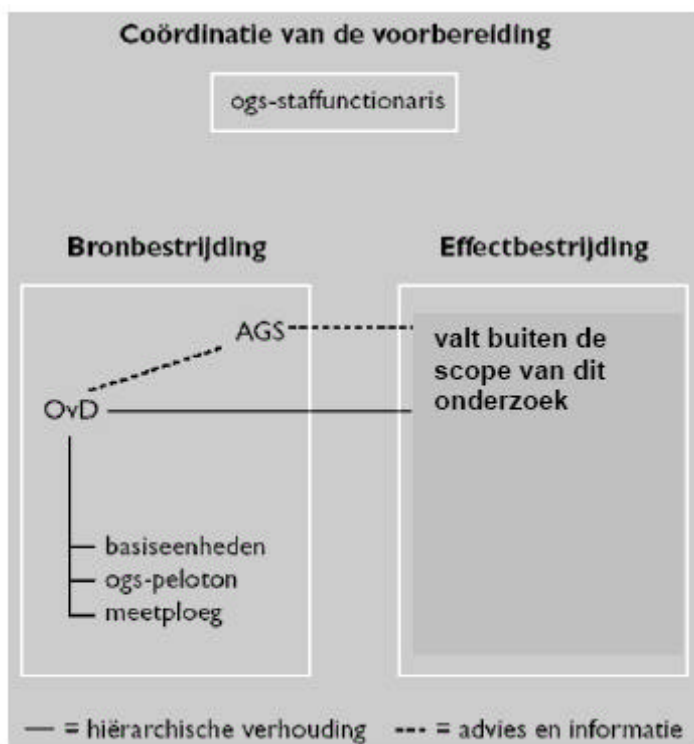 Coördinatie van de voorbereiding
ogs-staffunctionaris
Bronbestrijding
Effectbestrijding
AGS
OvD
basiseenheden
ogs-peloton
meetploeg
valt buiten de
scope van dit
onderzoek
— = hiërarchische verhouding --- = advies en informatie